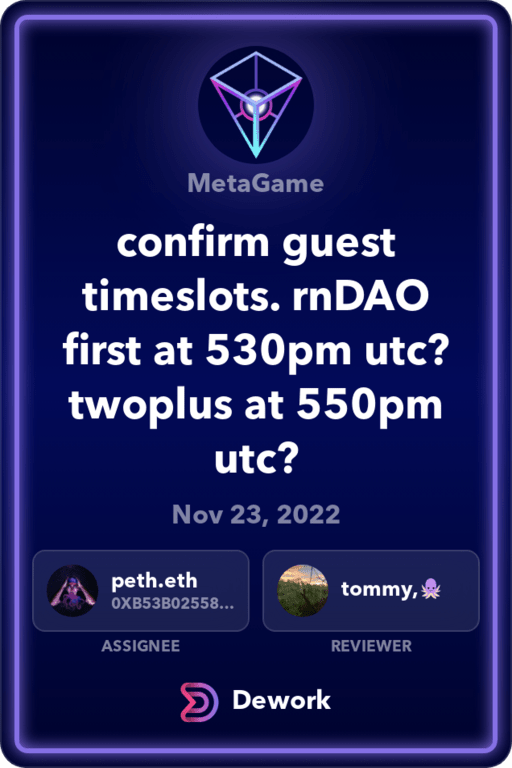 MetaGame
confirm guest
timeslots. rnDAO
first at 530pm utc?
twoplus at 550pm
utc?
Nov 23, 2022
peth.eth
0XB53B02558...
tommy,🐙
ASSIGNEE
REVIEWER
Dework